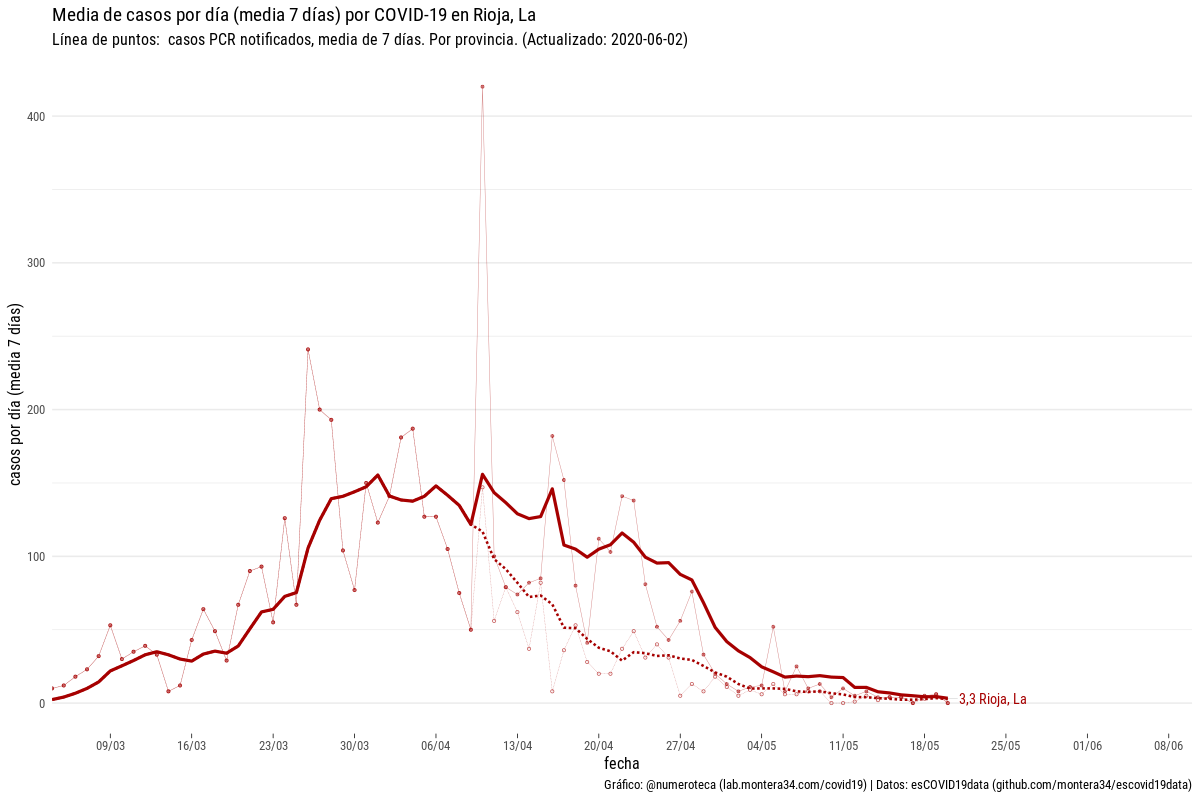 Media de casos por día (media 7 días) por COVID-19 en Rioja, La
Línea de puntos:  casos PCR notificados, media de 7 días. Por provincia. (Actualizado: 2020-06-02)
casos por día (media 7 días)
400
300
200
100
0
3,3 Rioja, La
09/03 16/03 23/03 30/03 06/04 13/04 20/04 27/04 04/05 11/05 18/05 25/05 01/06 08/06
fecha
Gráfico: @numeroteca (lab.montera34.com/covid19) | Datos: esCOVID19data (github.com/montera34/escovid19data)